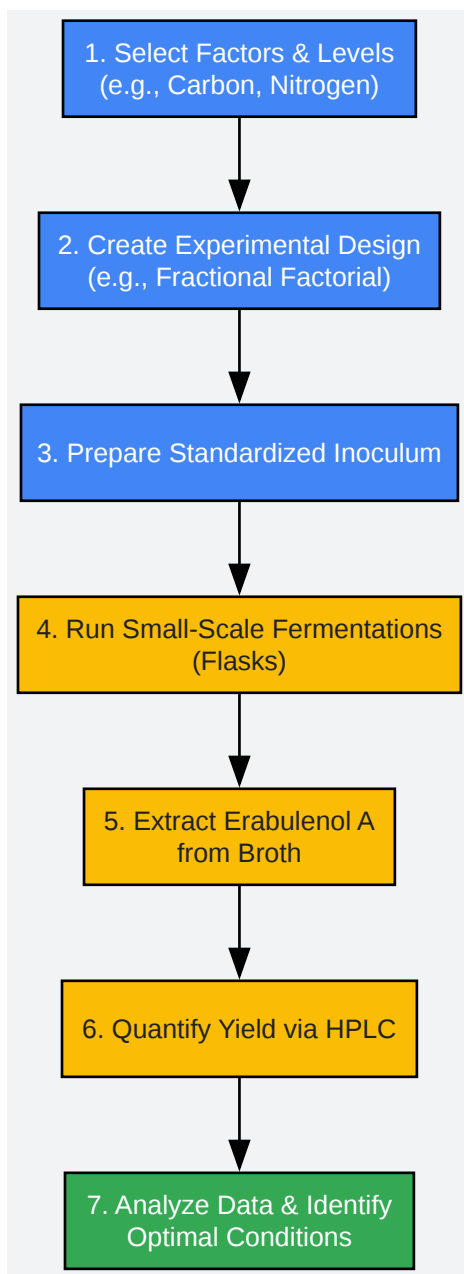 1. Select Factors & Levels
(e.g., Carbon, Nitrogen)
2. Create Experimental Design
(e.g., Fractional Factorial)
3. Prepare Standardized Inoculum
4. Run Small-Scale Fermentations
(Flasks)
5. Extract Erabulenol A
from Broth
6. Quantify Yield via HPLC
7. Analyze Data & Identify
Optimal Conditions